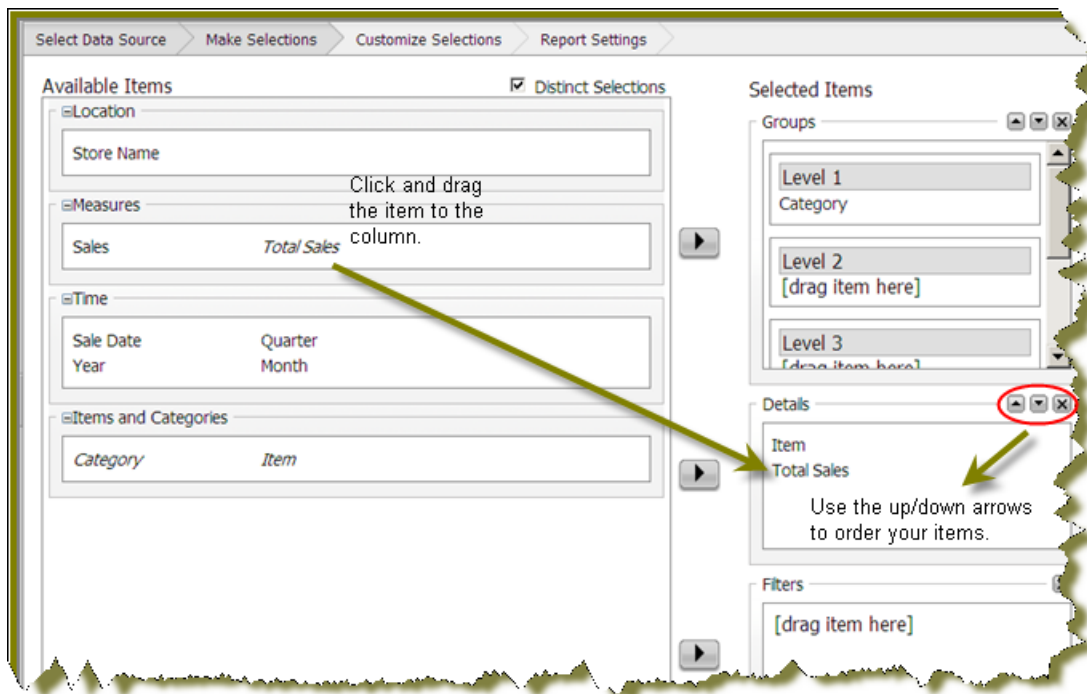 Select Data Source Make Selections Customize Selections Report Settings
Available Items
Distinct Selections
Location
Store Name
Measures
Sales Total Sales
Click and drag
the item to the
column.
Time
Sale Date Quarter
Year Month
Items and Categories
Category Item
Selected Items
Groups
Level 1
Category
Level 2
[drag item here]
Level 3
[drag item here]
Details
Item
Total Sales
Use the up/down arrows
to order your items.
Filters
[drag item here]